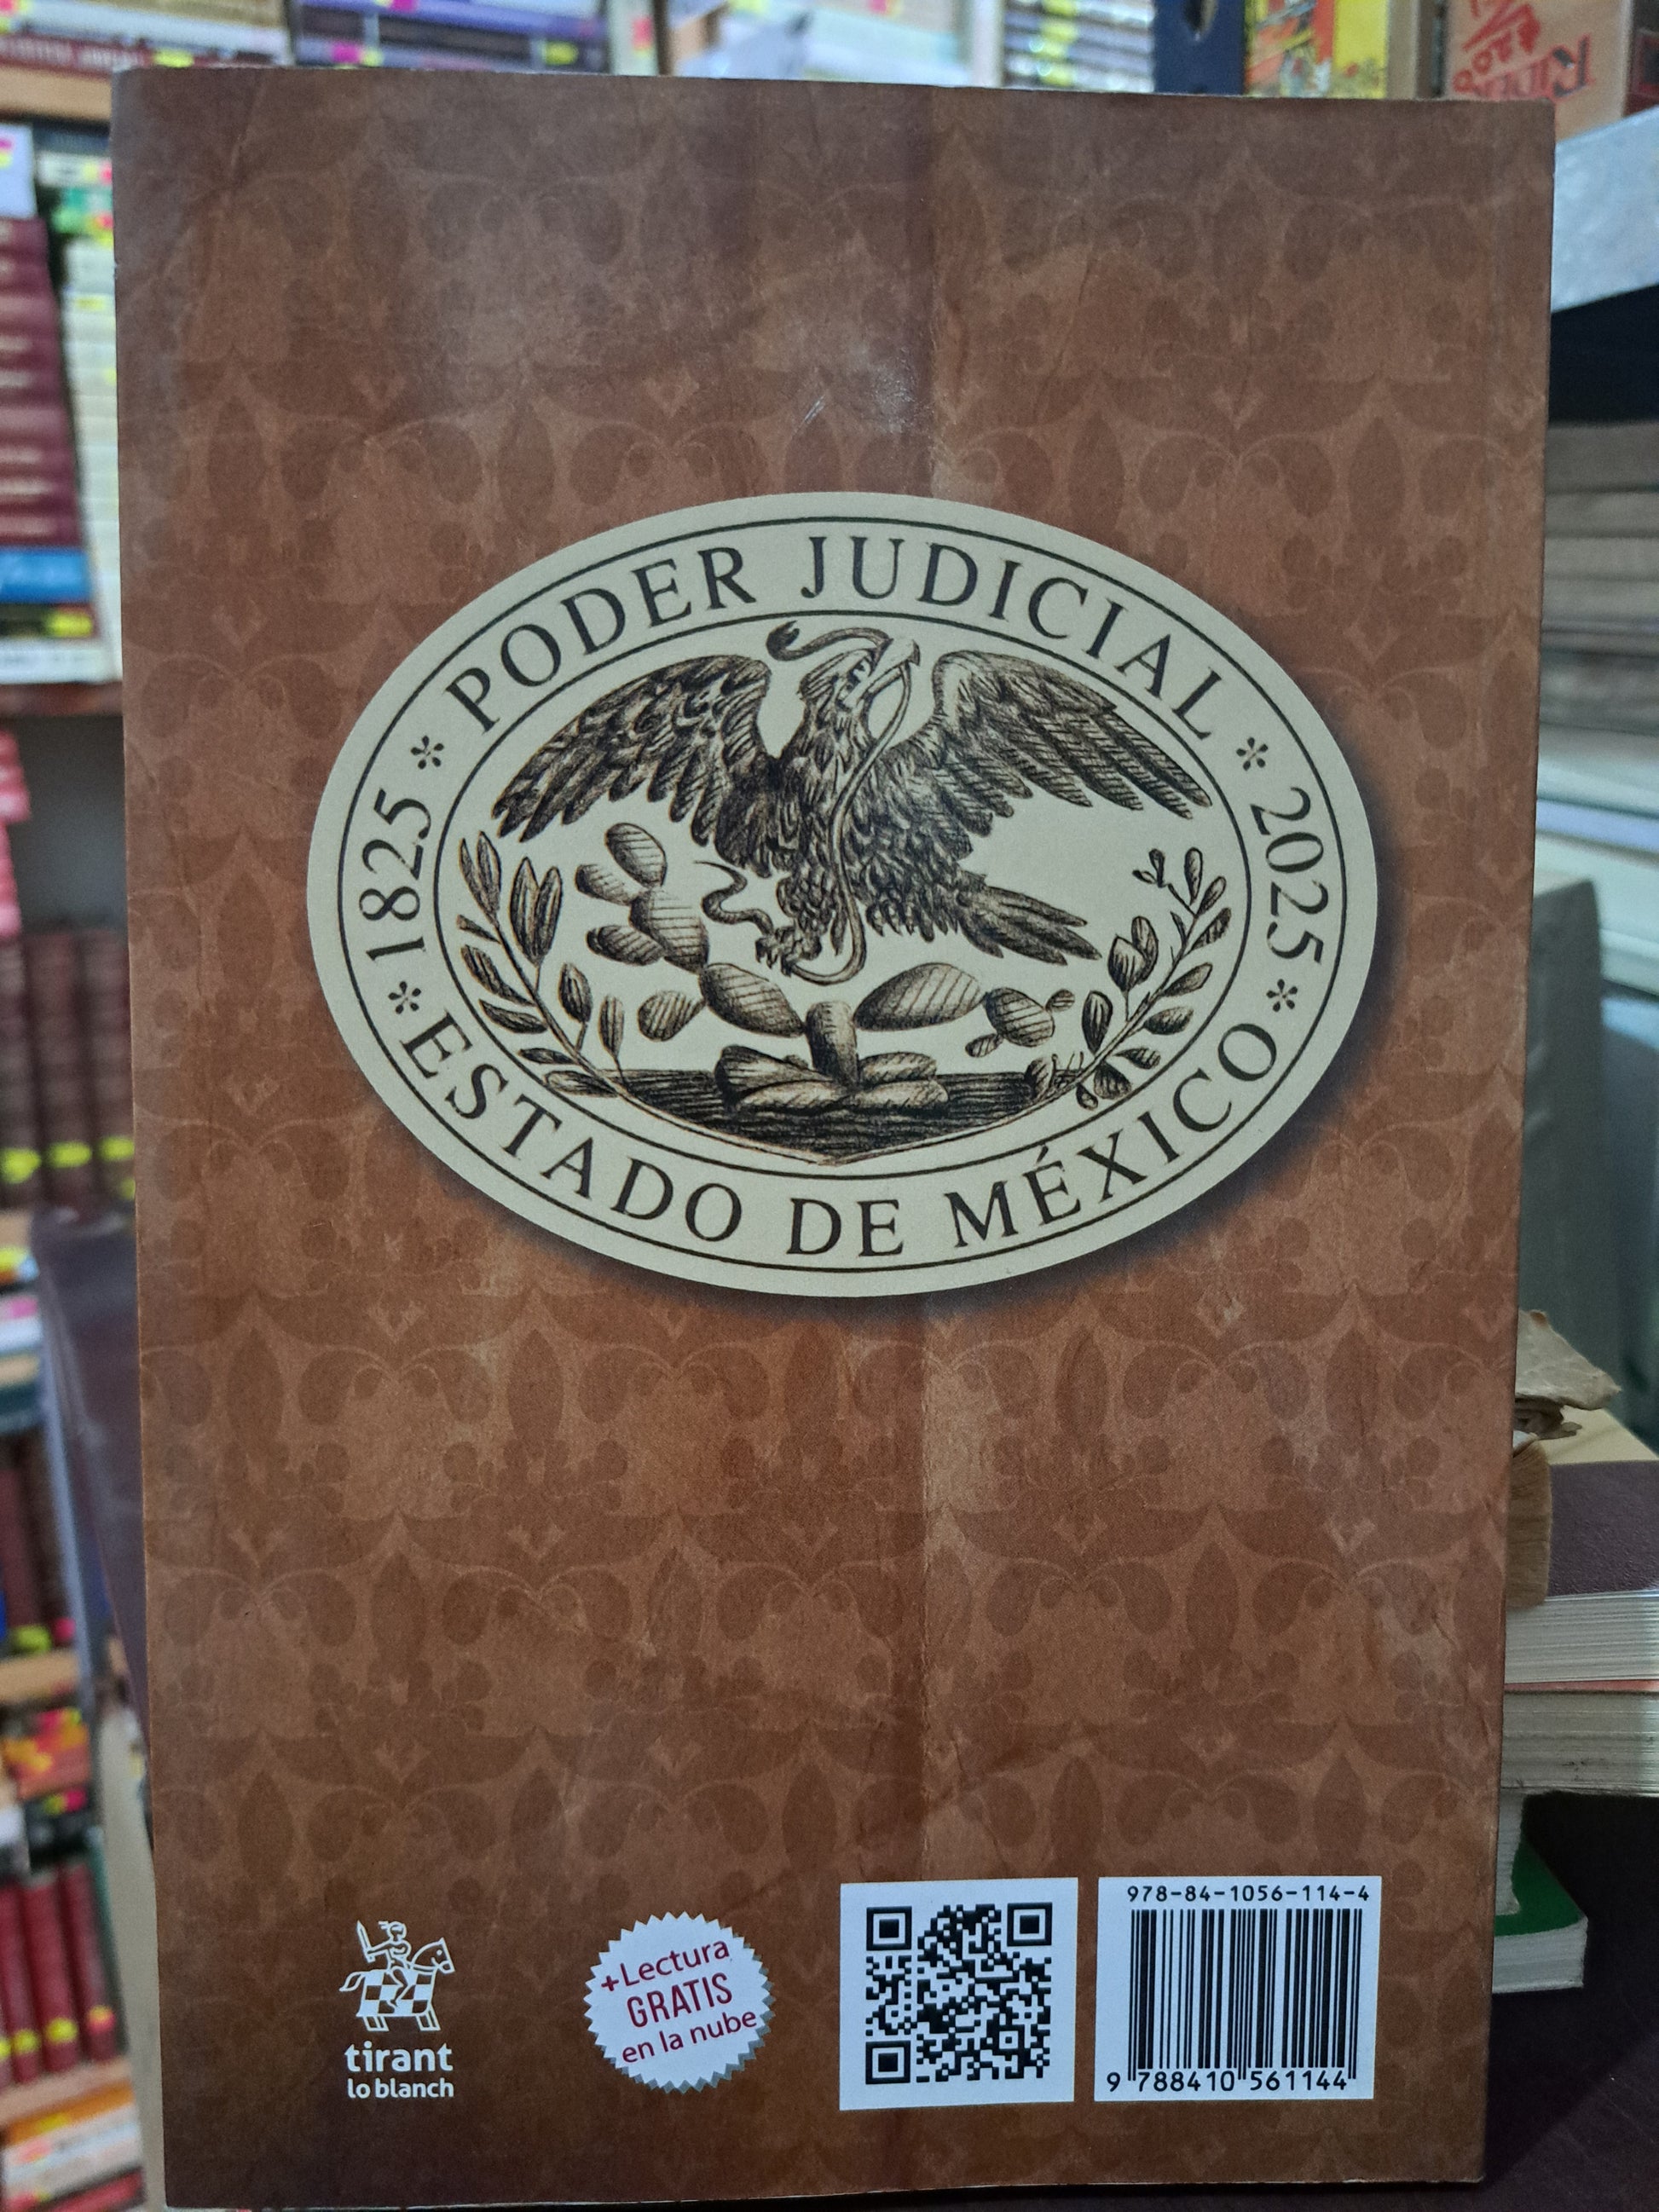 PODER JUDICIAL
* 1825 *
* 2025 *
ESTADO DE MÉXICO
tirant
lo blanch
+Lectura
GRATIS
en la nube
978-84-1056-114-4
9 788410 561144